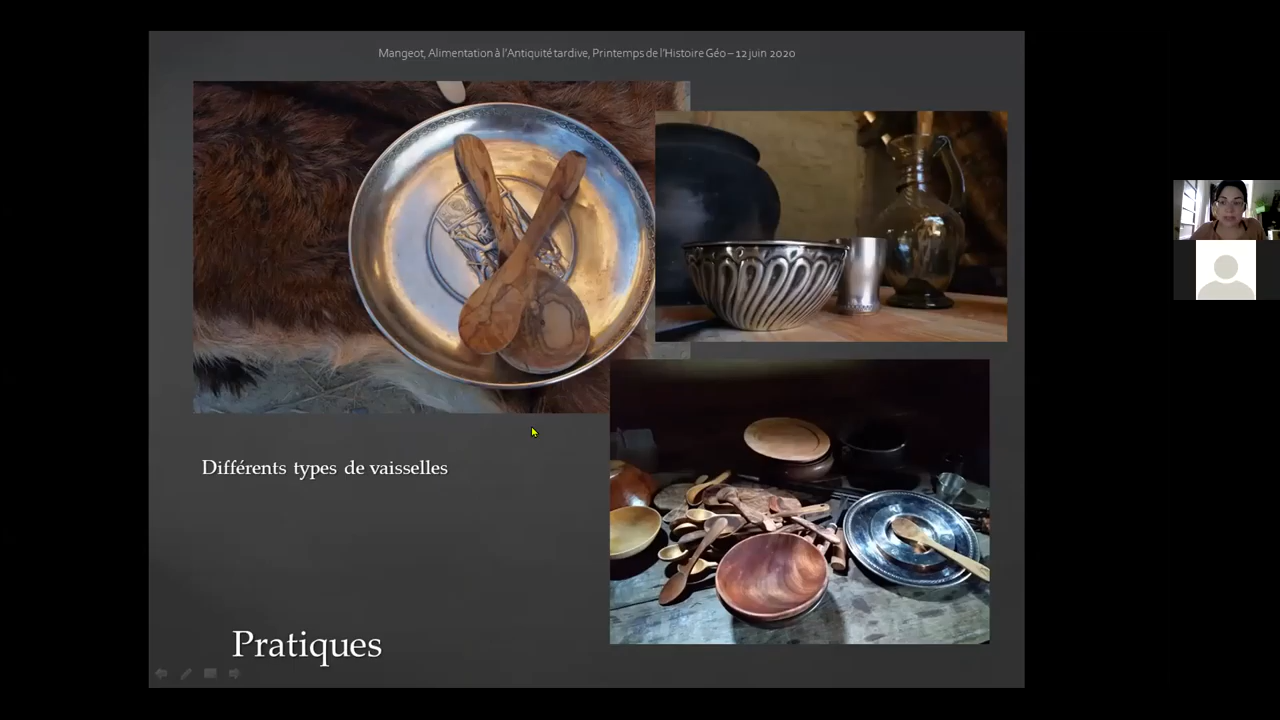 Mangeot, Alimentation à l'Antiquité tardive, Printemps de l'Histoire Géo – 12 juin 2020
Différents types de vaisselles
Pratiques